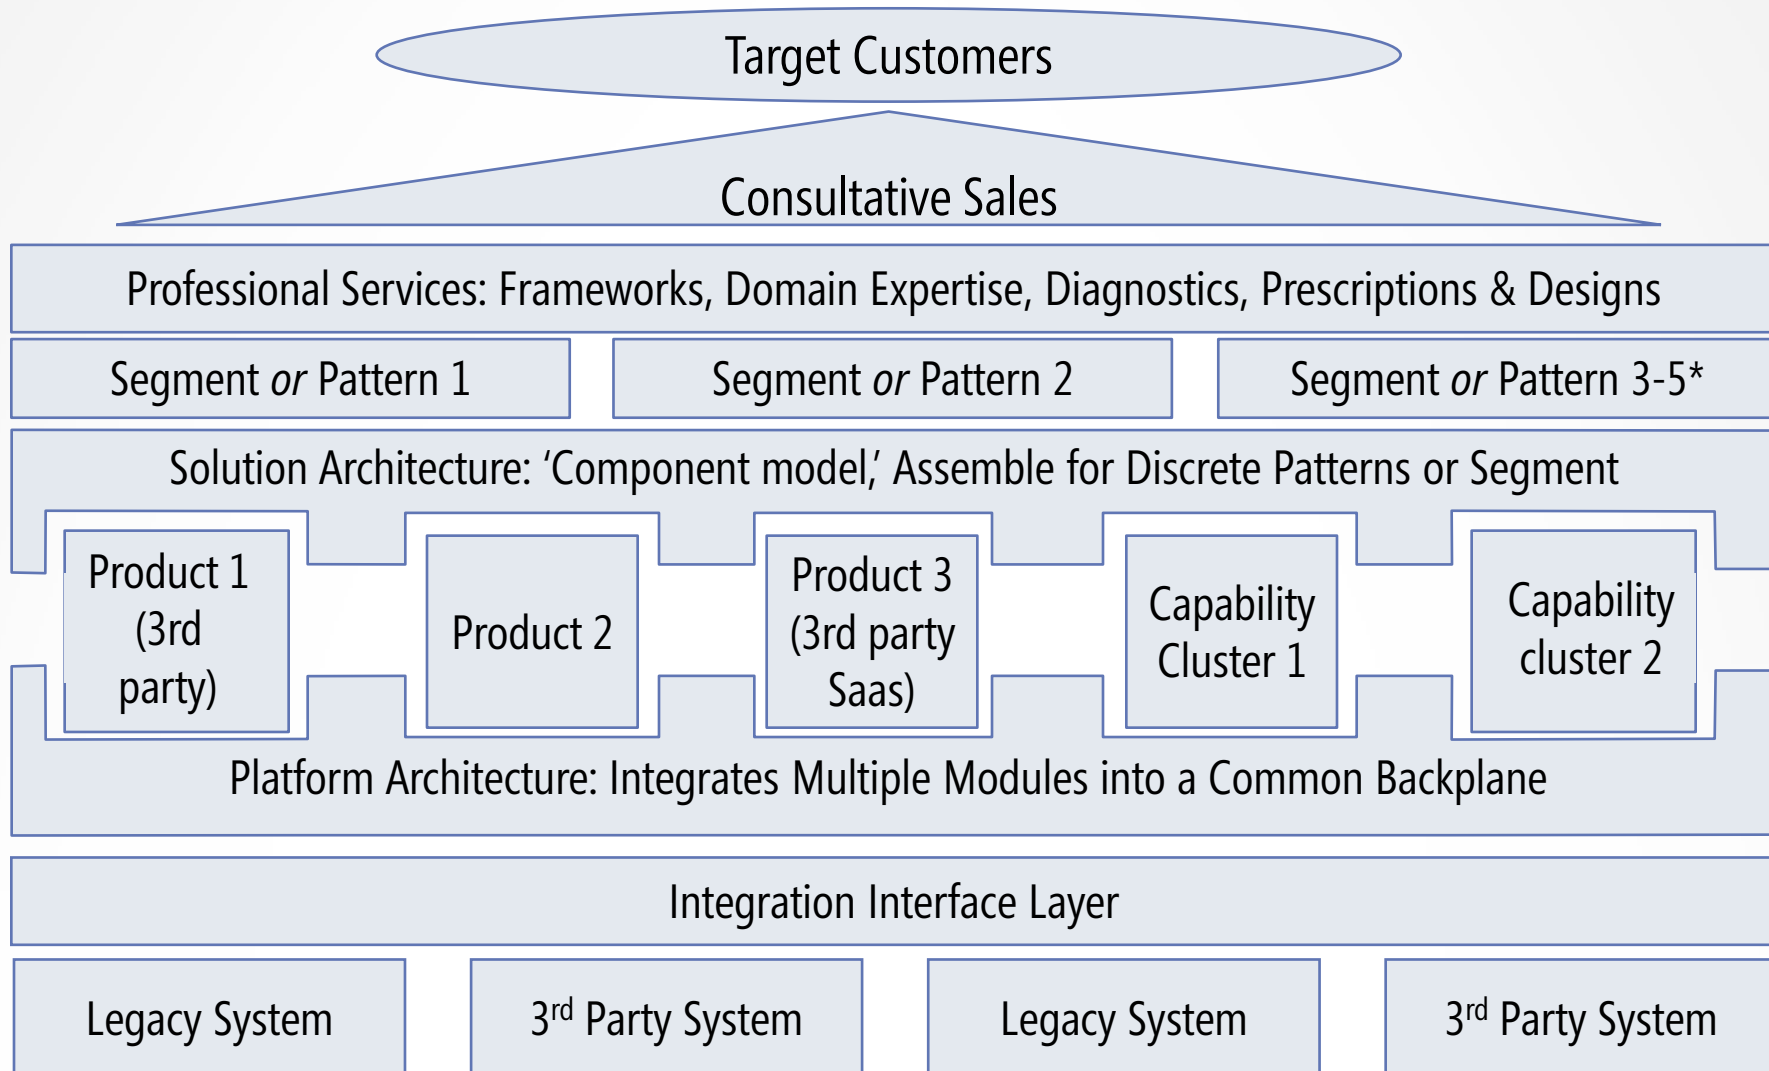 Target Customers
Consultative Sales
Professional Services: Frameworks, Domain Expertise, Diagnostics, Prescriptions & Designs
Segment or Pattern 1
Segment or Pattern 2
Segment or Pattern 3-5*
Solution Architecture: ‘Component model,’ Assemble for Discrete Patterns or Segment
Product 1
(3rd
party)
Product 2
Product 3
(3rd party
Saas)
Capability
Cluster 1
Capability
cluster 2
Platform Architecture: Integrates Multiple Modules into a Common Backplane
Integration Interface Layer
Legacy System
3rd Party System
Legacy System
3rd Party System